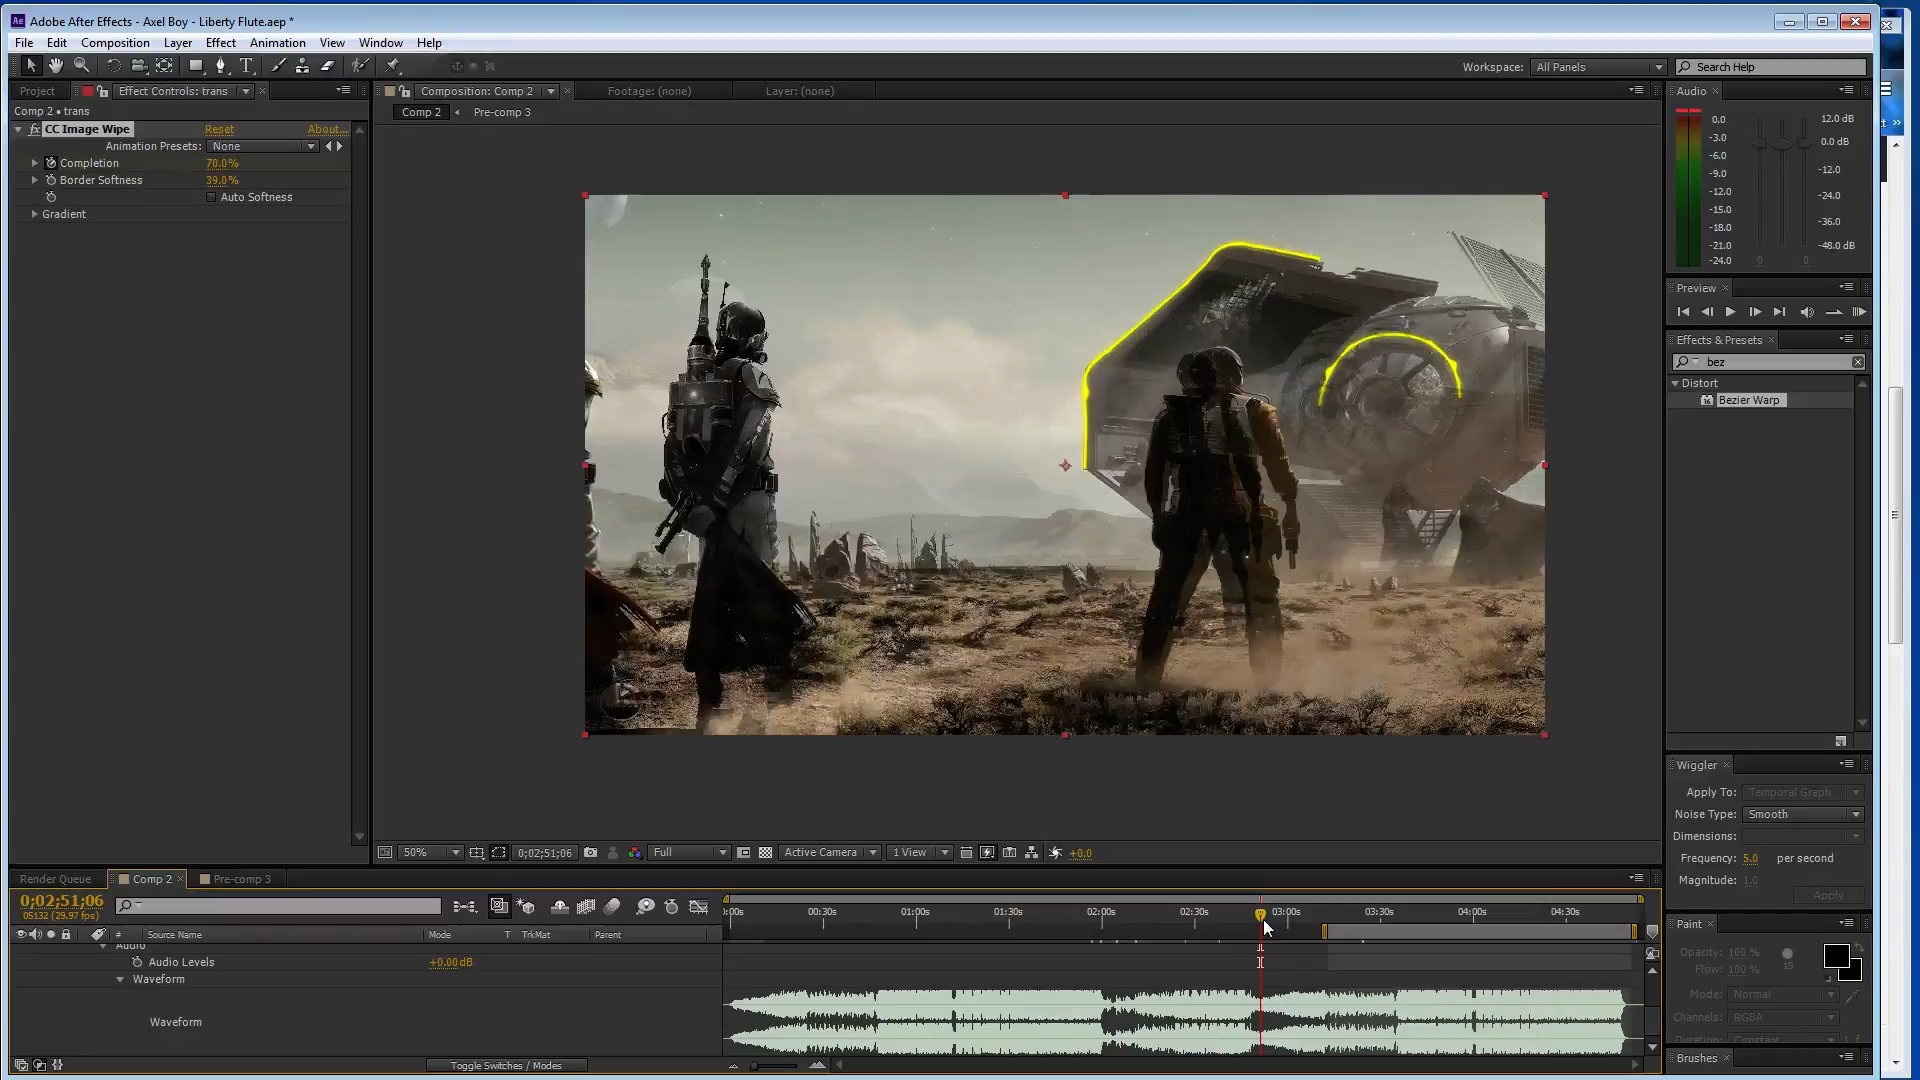 Adobe After Effects - Axel Boy - Liberty Flute.aep *
File Edit Composition Layer Effect Animation View Window Help
Workspace: All Panels Search Help
Project Effect Controls: trans Composition: Comp 2 Footage: (none) Layer: (none) Audio
Comp 2 • trans Comp 2 Pre-comp 3
CC Image Wipe Reset About...
Animation Presets: None
Completion 70.0%
Border Softness 39.0%
Auto Softness
Gradient
0.0 12.0 dB
-3.0 0.0 dB
-6.0
-9.0 -12.0
-12.0
-15.0 -24.0
-18.0 -36.0
-21.0 -48.0 dB
-24.0 0 0
Preview
Effects & Presets
bez
Distort
Bezier Warp
Wiggler
Apply To: Temporal Graph
Noise Type: Smooth
Dimensions:
Frequency: 5.0 per second
Magnitude: 1.0
Apply
50% 0;02;51;06 Full Active Camera 1 View +0.0
Render Queue Comp 2 Pre-comp 3
0;02;51;06
05132 (29.97 fps)
:00s 00:30s 01:00s 01:30s 02:00s 02:30s 03:00s 03:30s 04:00s 04:30s
# Source Name Mode T TrkMat Parent
Audio
Audio Levels +0.00 dB
Waveform
Waveform
Toggle Switches / Modes
Paint
Opacity: 100 %
Flow: 100 % 19
Mode: Normal
Channels: RGBA
Duration: Constant
Brushes